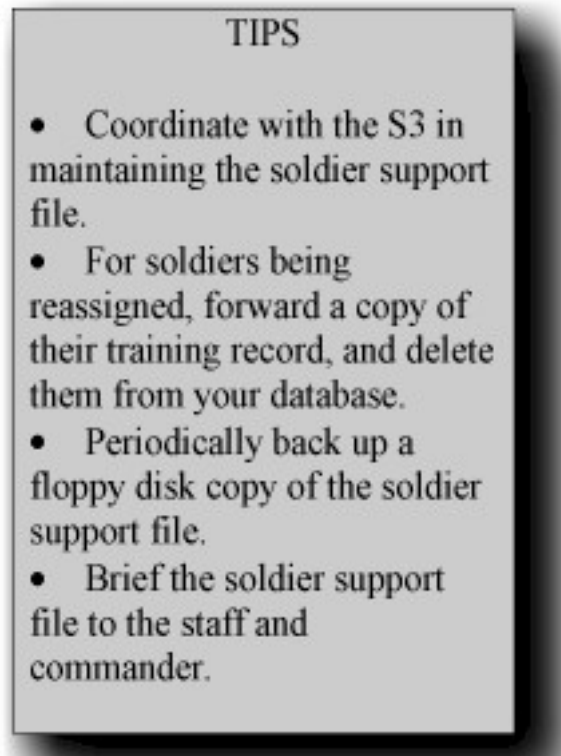 TIPS
• Coordinate with the S3 in
maintaining the soldier support
file.
• For soldiers being
reassigned, forward a copy of
their training record, and delete
them from your database.
• Periodically back up a
floppy disk copy of the soldier
support file.
• Brief the soldier support
file to the staff and
commander.